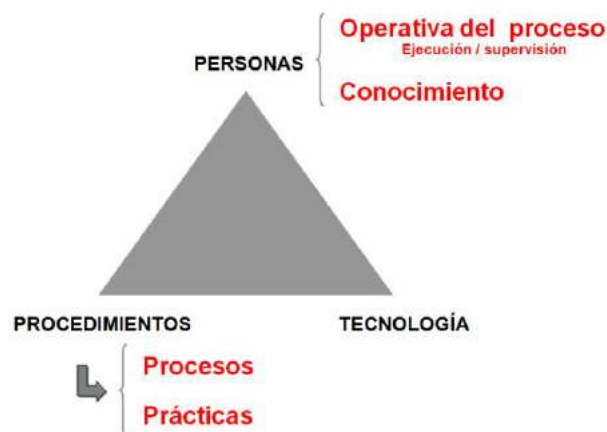 Operativa del proceso
Ejecución / supervisión
PERSONAS
Conocimiento
PROCEDIMIENTOS
TECNOLOGÍA
Procesos
Prácticas